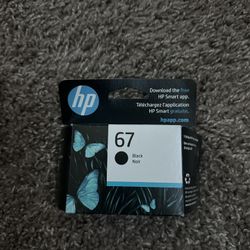 Download the free
HP Smart app.
Téléchargez l'application
HP Smart gratuite.
hpapp.com
hp
67
Black
Noir